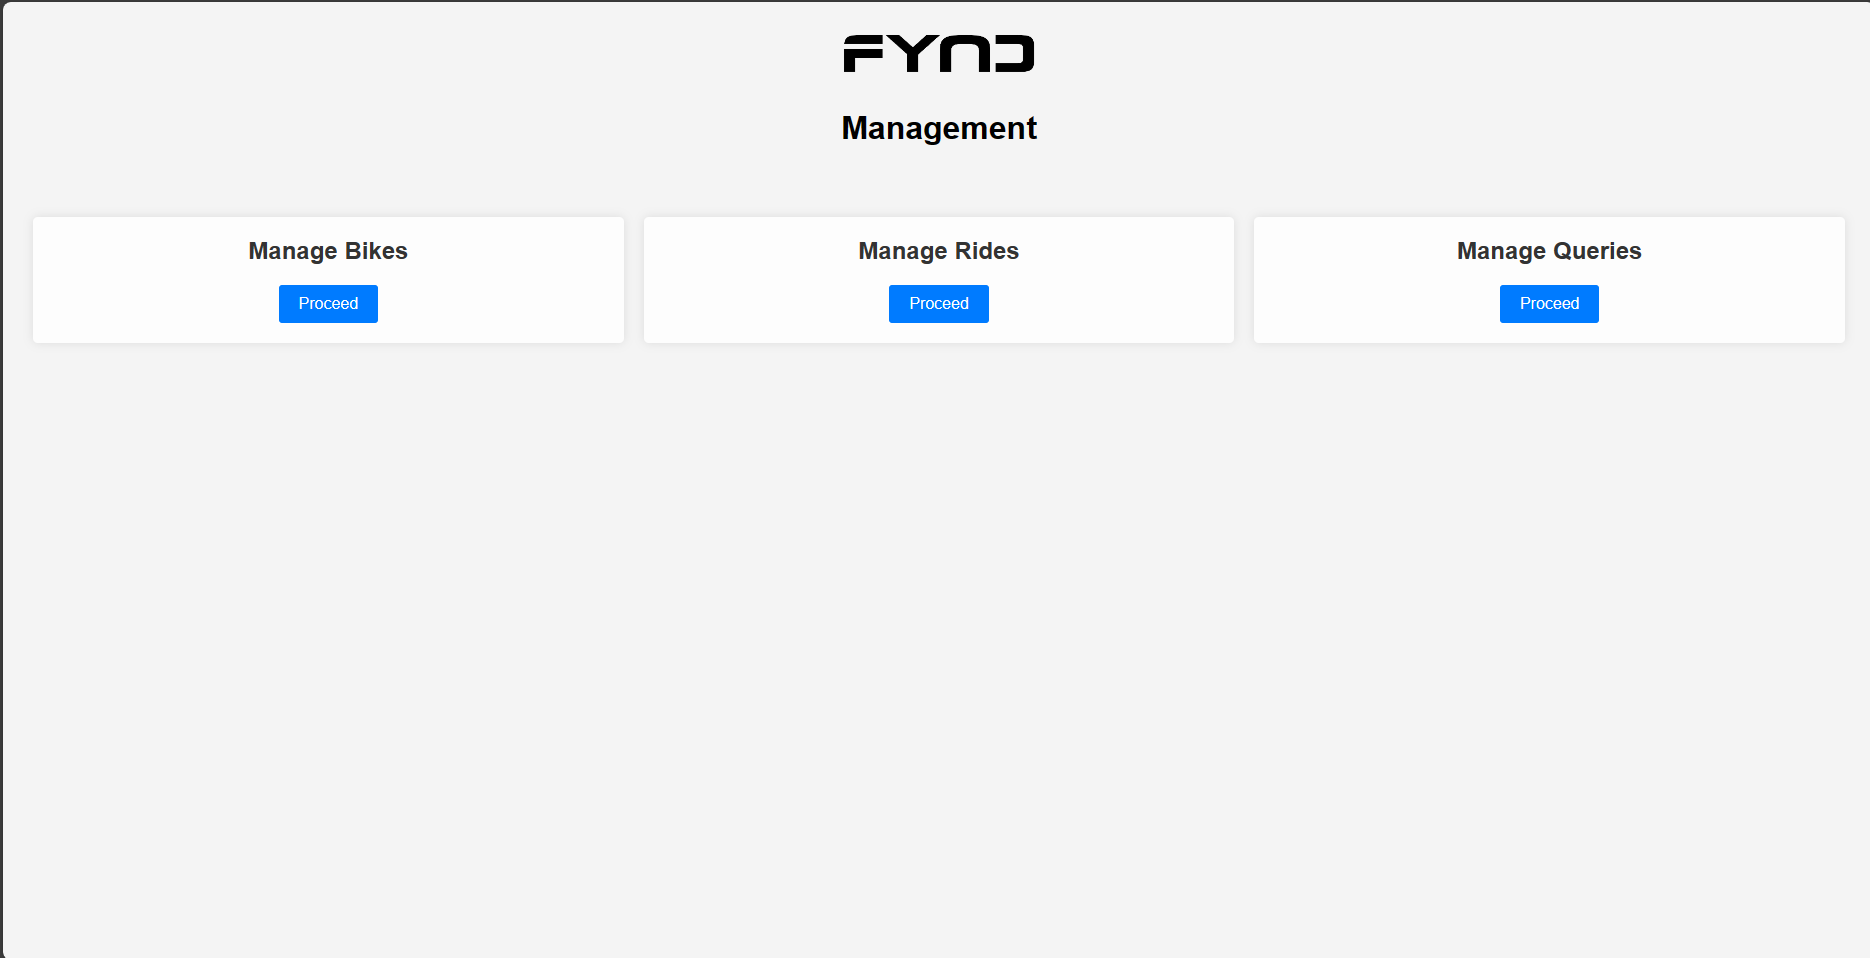 FYND
Management
Manage Bikes
Proceed
Manage Rides
Proceed
Manage Queries
Proceed